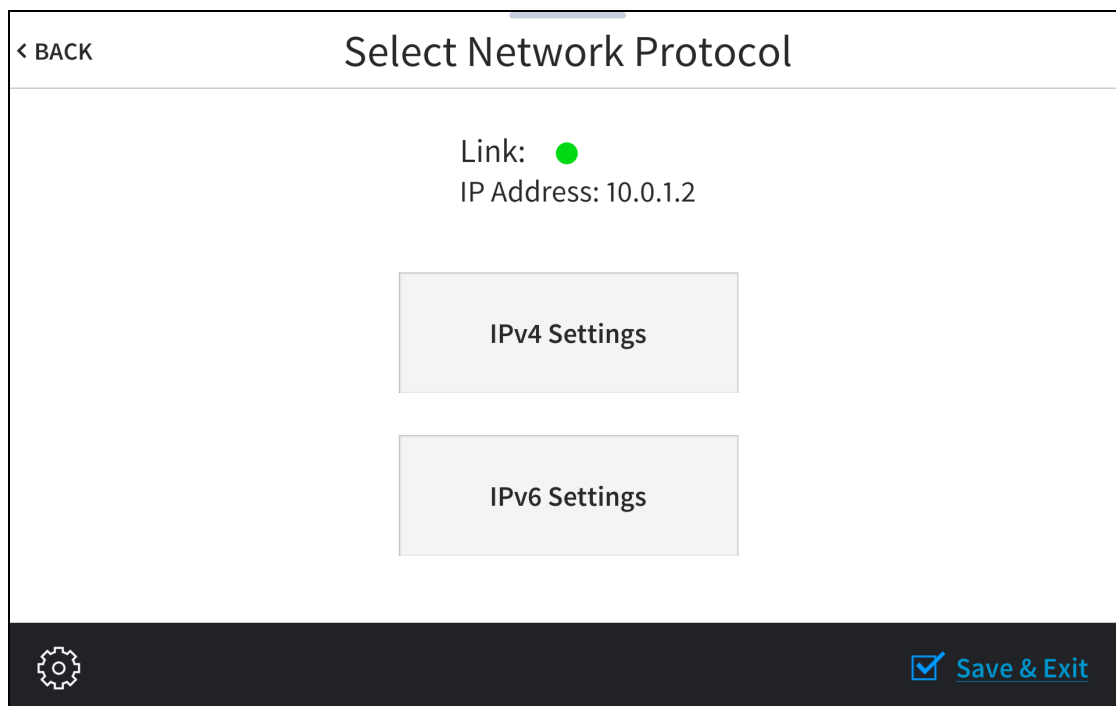 < BACK
Select Network Protocol
Link:
IP Address: 10.0.1.2
IPv4 Settings
IPv6 Settings
Save & Exit